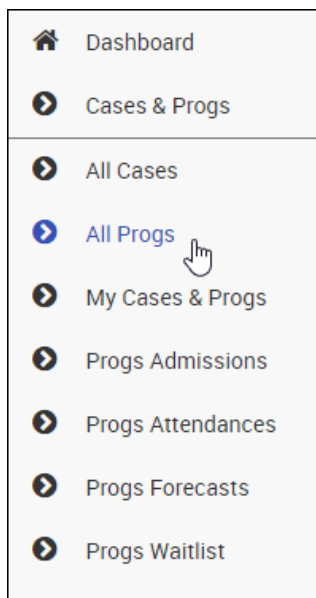 Dashboard
Cases & Progs
All Cases
All Progs
My Cases & Progs
Progs Admissions
Progs Attendances
Progs Forecasts
Progs Waitlist